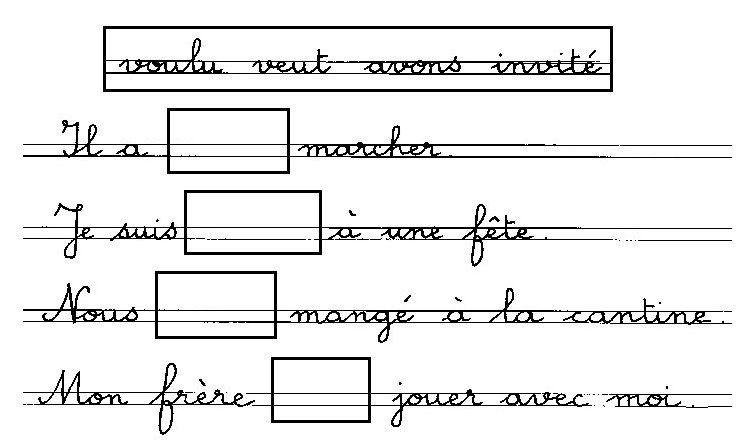 voulu veut avons invité
Il a marcher.
Je suis à une fête.
Nous mangé à la cantine.
Mon frère jouer avec moi.